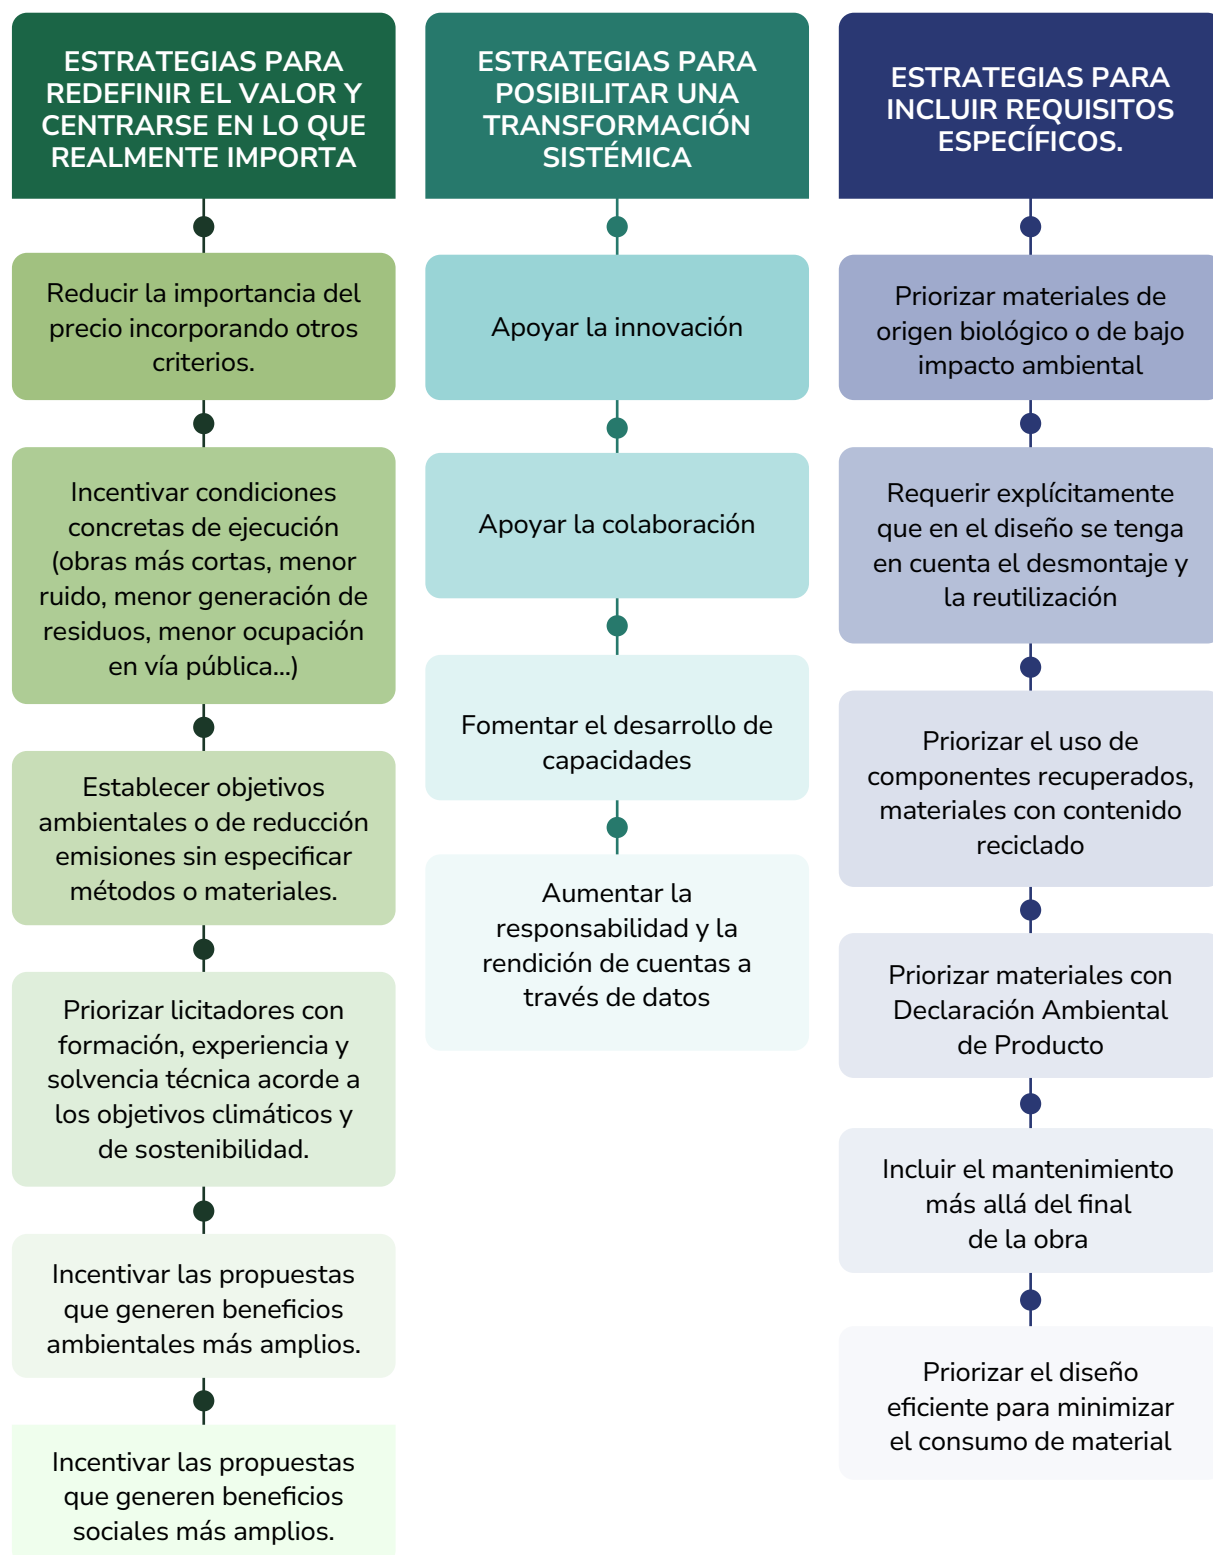 ESTRATEGIAS PARA
REDEFINIR EL VALOR Y
CENTRARSE EN LO QUE
REALMENTE IMPORTA
Reducir la importancia del
precio incorporando otros
criterios.
Incentivar condiciones
concretas de ejecución
(obras más cortas, menor
ruido, menor generación de
residuos, menor ocupación
en vía pública...)
Establecer objetivos
ambientales o de reducción
emisiones sin especificar
métodos o materiales.
Priorizar licitadores con
formación, experiencia y
solvencia técnica acorde a
los objetivos climáticos y
de sostenibilidad.
Incentivar las propuestas
que generen beneficios
ambientales más amplios.
Incentivar las propuestas
que generen beneficios
sociales más amplios.
ESTRATEGIAS PARA
POSIBILITAR UNA
TRANSFORMACIÓN
SISTÉMICA
Apoyar la innovación
Apoyar la colaboración
Fomentar el desarrollo de
capacidades
Aumentar la
responsabilidad y la
rendición de cuentas a
través de datos
ESTRATEGIAS PARA
INCLUIR REQUISITOS
ESPECÍFICOS.
Priorizar materiales de
origen biológico o de bajo
impacto ambiental
Requerir explícitamente
que en el diseño se tenga
en cuenta el desmontaje y
la reutilización
Priorizar el uso de
componentes recuperados,
materiales con contenido
reciclado
Priorizar materiales con
Declaración Ambiental
de Producto
Incluir el mantenimiento
más allá del final
de la obra
Priorizar el diseño
eficiente para minimizar
el consumo de material